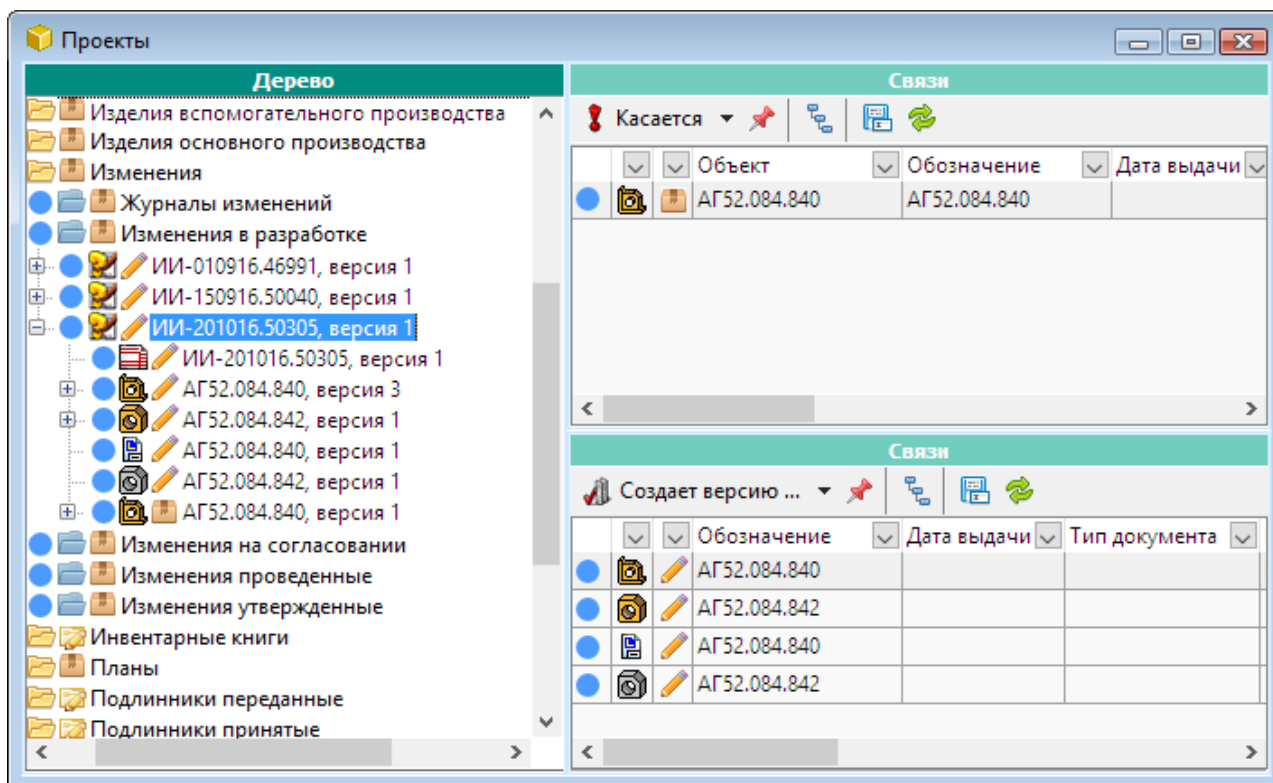 Проекты
Дерево
Изделия вспомогательного производства
Изделия основного производства
Изменения
Журналы изменений
Изменения в разработке
ИИ-010916.46991, версия 1
ИИ-150916.50040, версия 1
ИИ-201016.50305, версия 1
ИИ-201016.50305, версия 1
АГ52.084.840, версия 3
АГ52.084.842, версия 1
АГ52.084.840, версия 1
АГ52.084.842, версия 1
АГ52.084.840, версия 1
Изменения на согласовании
Изменения проведенные
Изменения утвержденные
Инвентарные книги
Планы
Подлинники переданные
Подлинники принятые
Связи
Касается
Объект Обозначение Дата выдачи
АГ52.084.840 АГ52.084.840
Связи
Создает версию ...
Обозначение Дата выдачи Тип документа
АГ52.084.840
АГ52.084.842
АГ52.084.840
АГ52.084.842